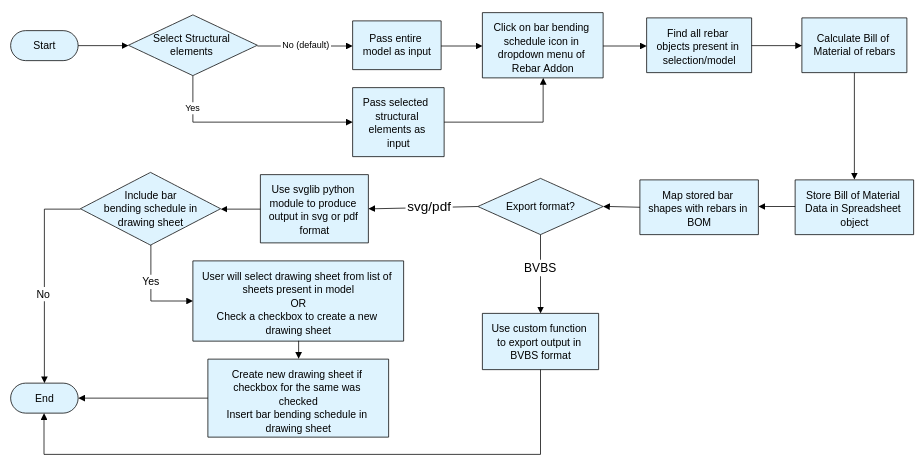 Start
Select Structural
elements
No (default)
Pass entire
model as input
Click on bar bending
schedule icon in
dropdown menu of
Rebar Addon
Find all rebar
objects present in
selection/model
Calculate Bill of
Material of rebars
Yes
Pass selected
structural
elements as
input
Include bar
bending schedule in
drawing sheet
Use svglib python
module to produce
output in svg or pdf
format
svg/pdf
Export format?
Map stored bar
shapes with rebars in
BOM
Store Bill of Material
Data in Spreadsheet
object
No
Yes
User will select drawing sheet from list of
sheets present in model
OR
Check a checkbox to create a new
drawing sheet
BVBS
Use custom function
to export output in
BVBS format
Create new drawing sheet if
checkbox for the same was
checked
Insert bar bending schedule in
drawing sheet
End